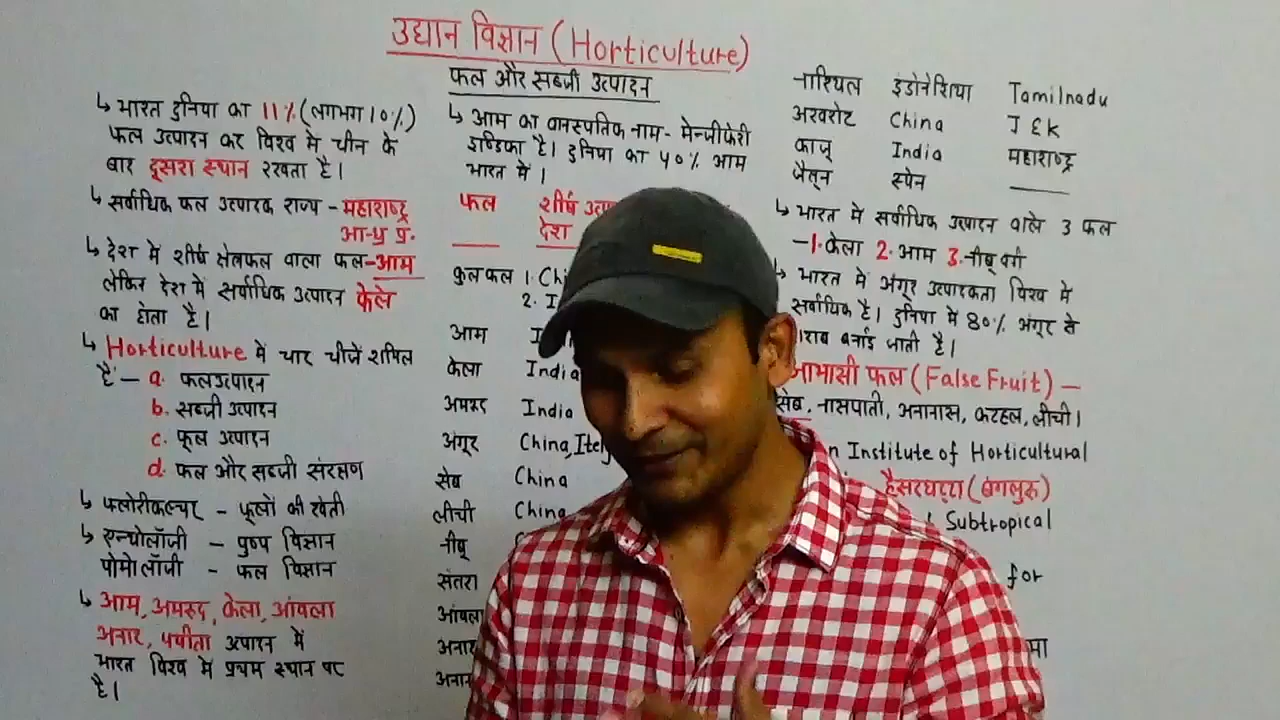 उद्यान विज्ञान (Horticulture)
फल और सब्जी उत्पादन
↳ भारत दुनिया का 11% (लगभग 10%)
फल उत्पादन कर विश्व में चीन के
बाद दूसरा स्थान रखता है।
↳ सर्वाधिक फल उत्पादक राज्य - महाराष्ट्र
आन्ध्र प्र.
↳ देश में शीर्ष क्षेत्रफल वाला फल - आम
लेकिन देश में सर्वाधिक उत्पादन केले
का होता है।
↳ Horticulture में चार चीजें शामिल
हैं - a. फल उत्पादन
b. सब्जी उत्पादन
c. फूल उत्पादन
d. फल और सब्जी संरक्षण
↳ फ्लोरीकल्चर - फूलों की खेती
↳ एन्थोलॉजी - पुष्प विज्ञान
पोमोलॉजी - फल विज्ञान
↳ आम, अमरूद, केला, आंवला
अनार, पपीता उत्पादन में
भारत विश्व में प्रथम स्थान पर
है।
↳ आम का वानस्पतिक नाम - मेन्जीफेरी
इण्डिका है। दुनिया का 40% आम
भारत में।
फल शीर्ष
देश
कुल फल 1.
2.
आम
केला India
अमरूद India
अंगूर China, Itely
सेब China
लीची China
नीबू
संतरा
आंवला
अनार
नारियल इंडोनेशिया Tamilnadu
अखरोट China J&K
काजू India महाराष्ट्र
जैतून स्पेन ——
↳ भारत में सर्वाधिक उत्पादन वाले 3 फल
- 1. केला 2. आम 3. नीबू वर्गी
↳ भारत में अंगूर उत्पादकता विश्व में
सर्वाधिक है। दुनिया में 80% अंगूर से
बनाई जाती है।
आभासी फल (False Fruit) -
सेब, नासपाती, अनानास, कटहल, लीची।
Institute of Horticultural
हैसरघट्टा (बंगलुरु)
Subtropical
for